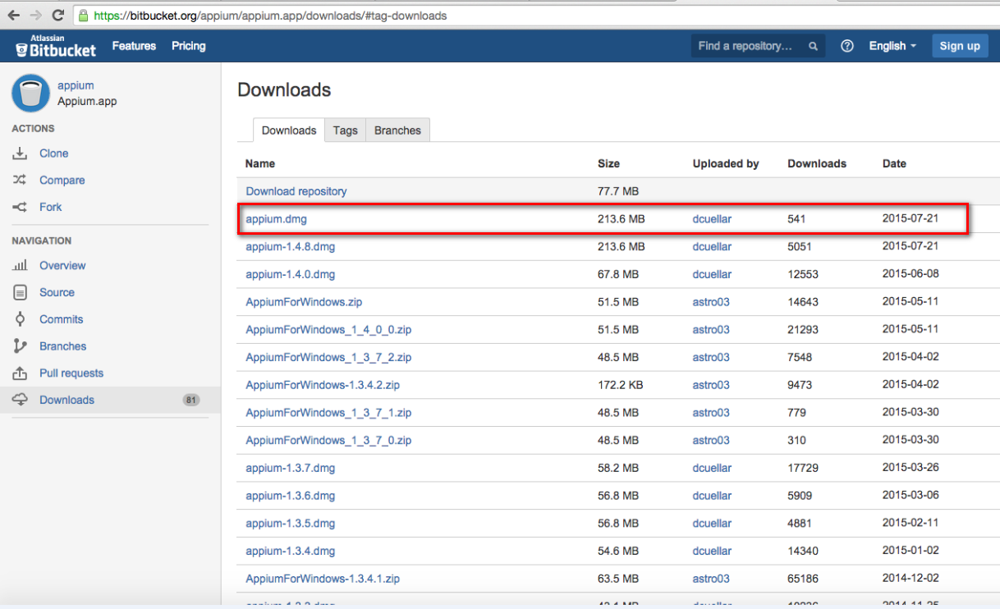 https://bitbucket.org/appium/appium.app/downloads/#tag-downloads
Atlassian
Bitbucket
Features
Pricing
Find a repository...
English
Sign up
appium
Appium.app
ACTIONS
Clone
Compare
Fork
NAVIGATION
Overview
Source
Commits
Branches
Pull requests
Downloads 81
Downloads
Downloads Tags Branches
Name Size Uploaded by Downloads Date
Download repository 77.7 MB
appium.dmg 213.6 MB dcuellar 541 2015-07-21
appium-1.4.8.dmg 213.6 MB dcuellar 5051 2015-07-21
appium-1.4.0.dmg 67.8 MB dcuellar 12553 2015-06-08
AppiumForWindows.zip 51.5 MB astro03 14643 2015-05-11
AppiumForWindows_1_4_0_0.zip 51.5 MB astro03 21293 2015-05-11
AppiumForWindows_1_3_7_2.zip 48.5 MB astro03 7548 2015-04-02
AppiumForWindows-1.3.4.2.zip 172.2 KB astro03 9473 2015-04-02
AppiumForWindows_1_3_7_1.zip 48.5 MB astro03 779 2015-03-30
AppiumForWindows_1_3_7_0.zip 48.5 MB astro03 310 2015-03-30
appium-1.3.7.dmg 58.2 MB dcuellar 17729 2015-03-26
appium-1.3.6.dmg 56.8 MB dcuellar 5909 2015-03-06
appium-1.3.5.dmg 56.8 MB dcuellar 4881 2015-02-11
appium-1.3.4.dmg 54.6 MB dcuellar 14340 2015-01-02
AppiumForWindows-1.3.4.1.zip 63.5 MB astro03 65186 2014-12-02